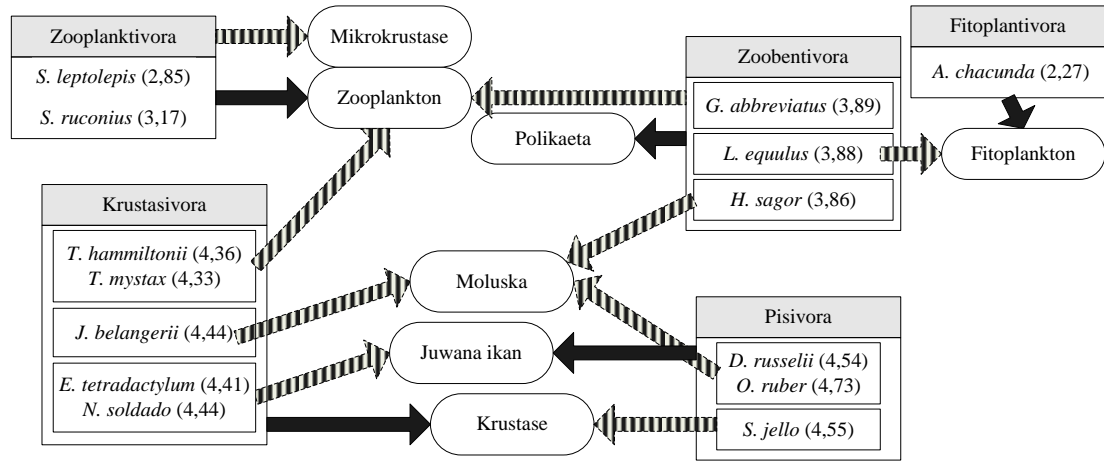 Zooplanktivora
S. leptolepis (2,85)
S. ruconius (3,17)
Mikrokrustase
Zooplankton
Polikaeta
Zoobentivora
G. abbreviatus (3,89)
L. equulus (3,88)
H. sagor (3,86)
Fitoplantivora
A. chacunda (2,27)
Fitoplankton
Krustasivora
T. hammiltonii (4,36)
T. mystax (4,33)
J. belangerii (4,44)
E. tetradactylum (4,41)
N. soldado (4,44)
Moluska
Juwana ikan
Krustase
Pisivora
D. russelii (4,54)
O. ruber (4,73)
S. jello (4,55)